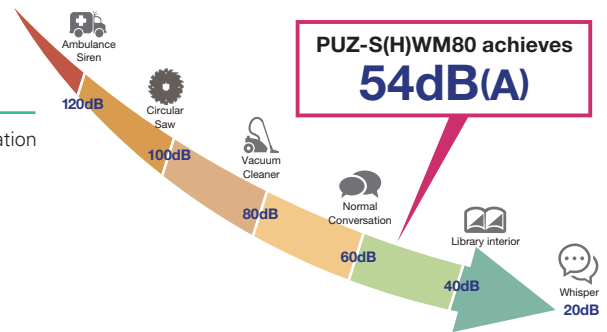 Ambulance
Siren
120dB
ation
Circular
Saw
100dB
Vacuum
Cleaner
80dB
Normal
Conversation
60dB
PUZ-S(H)WM80 achieves
54dB(A)
Library interior
40dB
Whisper
20dB